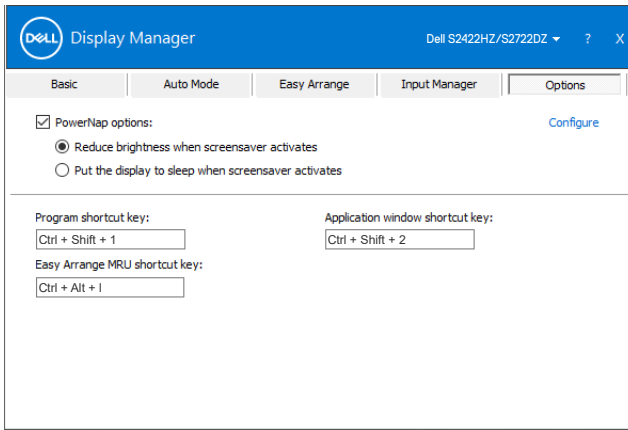 DELL Display Manager Dell S2422HZ/S2722DZ ? X
Basic Auto Mode Easy Arrange Input Manager Options
PowerNap options: Configure
Reduce brightness when screensaver activates
Put the display to sleep when screensaver activates
Program shortcut key: Application window shortcut key:
Ctrl + Shift + 1 Ctrl + Shift + 2
Easy Arrange MRU shortcut key:
Ctrl + Alt + l